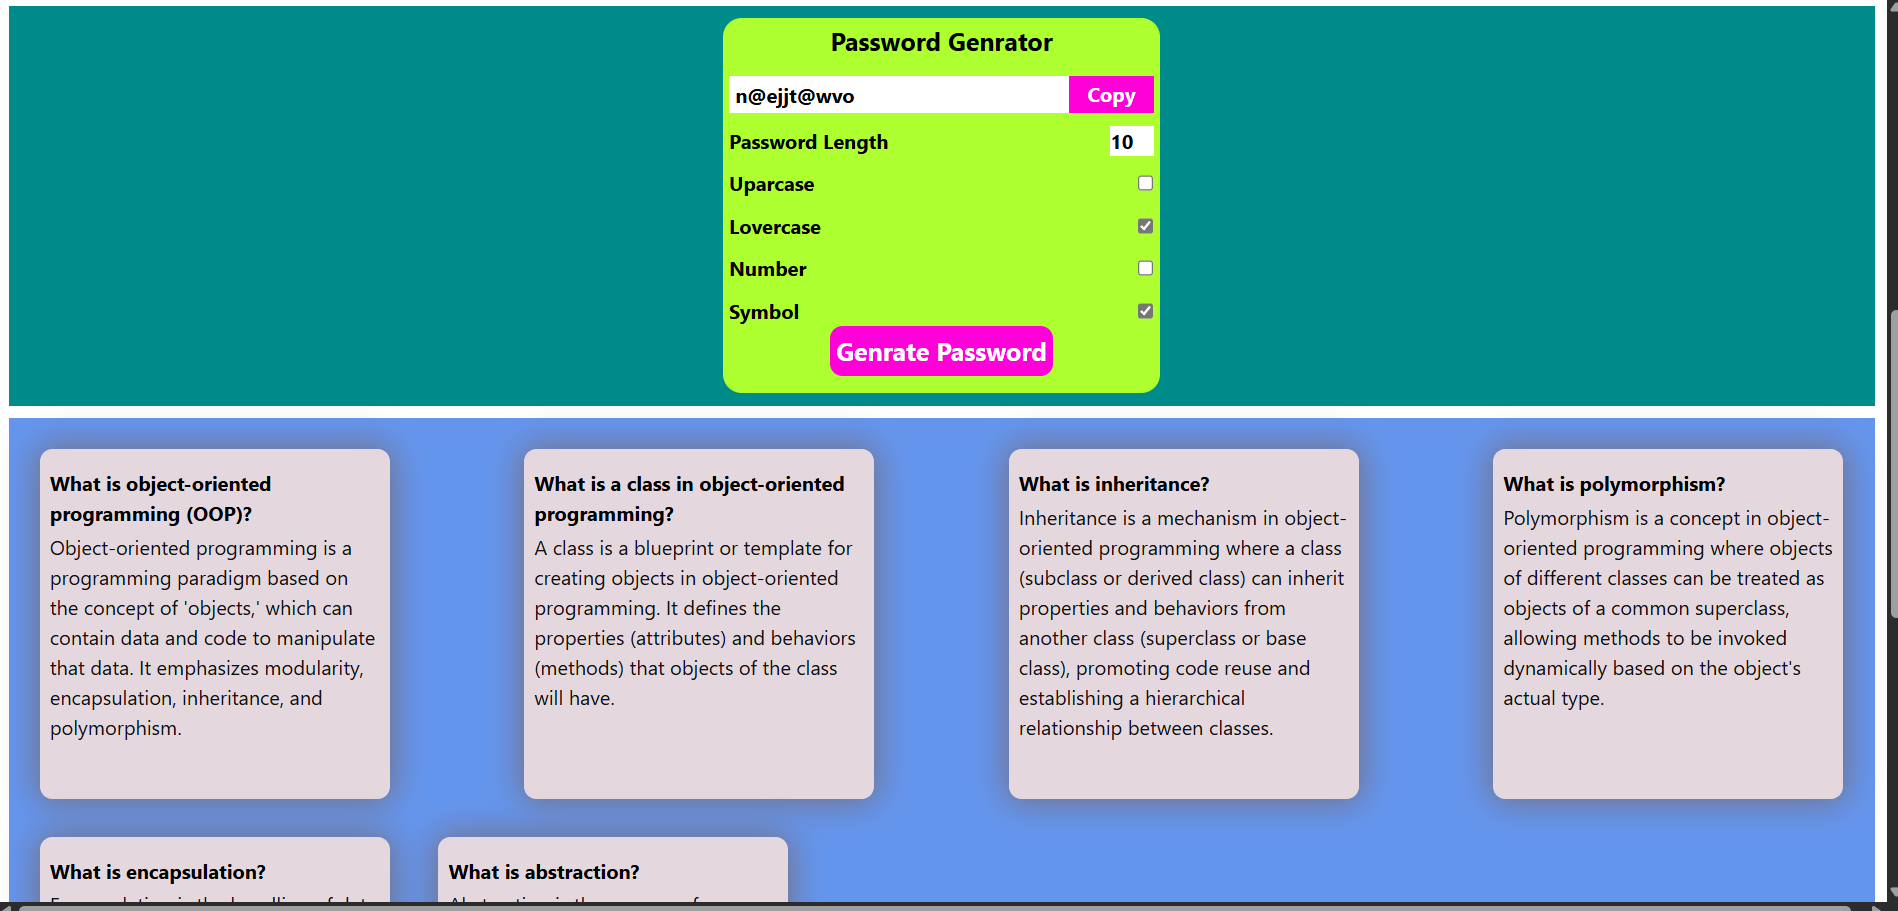 Password Genrator
n@ejjt@wvo
Copy
Password Length
10
Uparcase
Lovercase
Number
Symbol
Genrate Password
What is object-oriented
programming (OOP)?
Object-oriented programming is a
programming paradigm based on
the concept of 'objects,' which can
contain data and code to manipulate
that data. It emphasizes modularity,
encapsulation, inheritance, and
polymorphism.
What is a class in object-oriented
programming?
A class is a blueprint or template for
creating objects in object-oriented
programming. It defines the
properties (attributes) and behaviors
(methods) that objects of the class
will have.
What is inheritance?
Inheritance is a mechanism in object-
oriented programming where a class
(subclass or derived class) can inherit
properties and behaviors from
another class (superclass or base
class), promoting code reuse and
establishing a hierarchical
relationship between classes.
What is polymorphism?
Polymorphism is a concept in object-
oriented programming where objects
of different classes can be treated as
objects of a common superclass,
allowing methods to be invoked
dynamically based on the object's
actual type.
What is encapsulation?
What is abstraction?